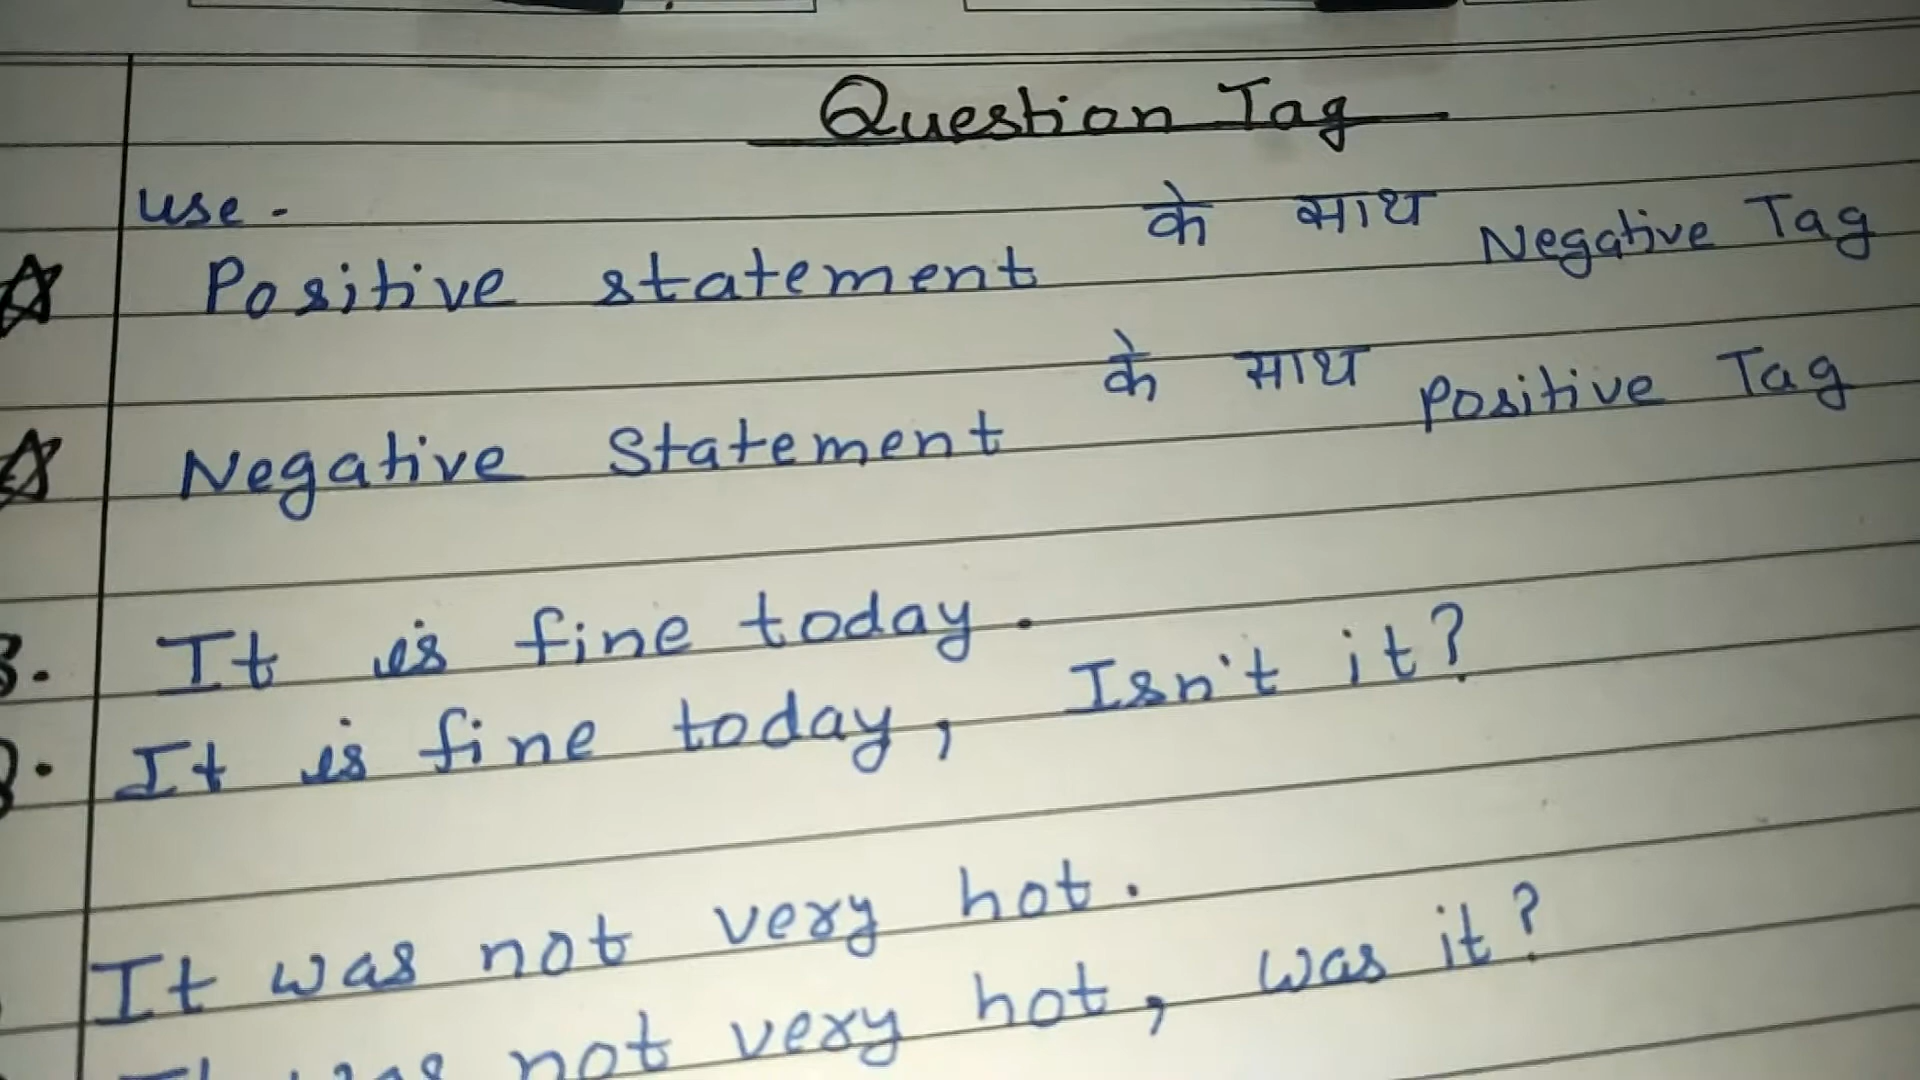 Question Tag
use -
Positive statement के साथ Negative Tag
Negative Statement के साथ Positive Tag
It is fine today.
It is fine today, Isn't it?
It was not very hot.
not very hot, was it?